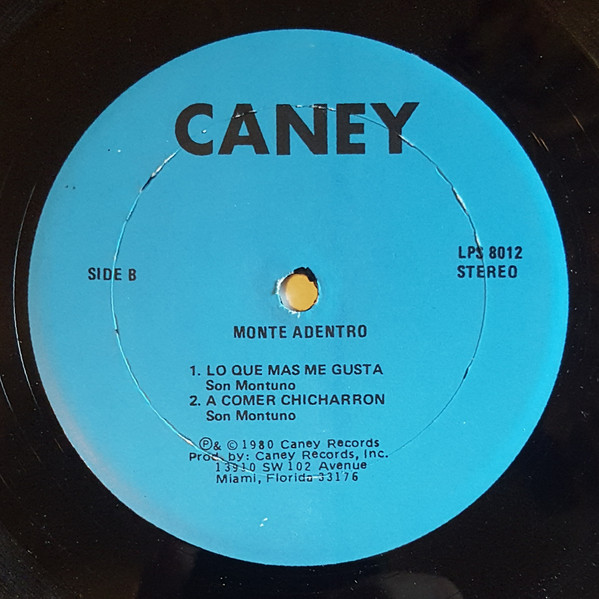 CANEY
SIDE B
LPS 8012
STEREO
MONTE ADENTRO
1. LO QUE MAS ME GUSTA
Son Montuno
2. A COMER CHICHARRON
Son Montuno
℗& © 1980 Caney Records
Prod. by: Caney Records, Inc.
13910 SW 102 Avenue
Miami, Florida 33176